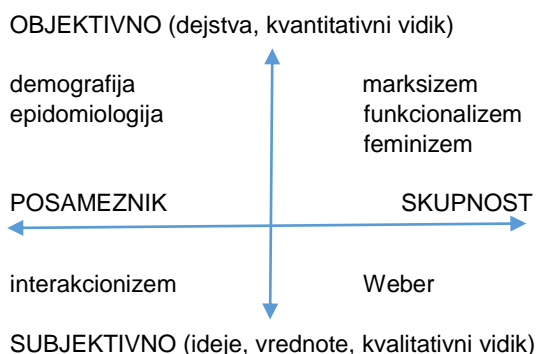 OBJEKTIVNO (dejstva, kvantitativni vidik)
demografija
epidomiologija
marksizem
funkcionalizem
feminizem
POSAMEZNIK
SKUPNOST
interakcionizem
Weber
SUBJEKTIVNO (ideje, vrednote, kvalitativni vidik)